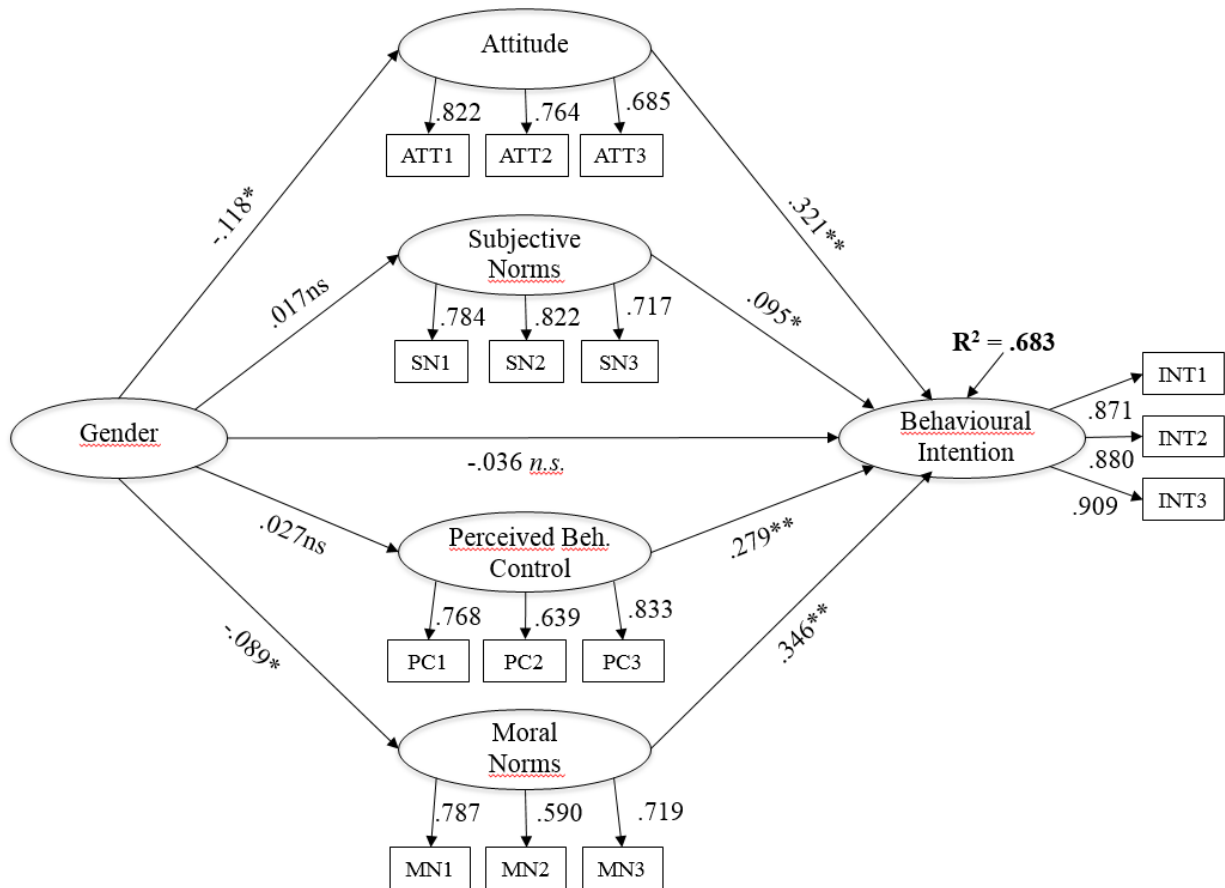 Attitude
.822
.764
.685
ATT1
ATT2
ATT3
-.118*
.321**
Subjective
Norms
.017ns
.784
.822
.717
.095*
SN1
SN2
SN3
R² = .683
INT1
Gender
Behavioural
Intention
.871
INT2
-.036 n.s.
.880
INT3
.909
.027ns
Perceived Beh.
Control
.279**
.768
.639
.833
PC1
PC2
PC3
-.089*
.346**
Moral
Norms
.787
.590
.719
MN1
MN2
MN3